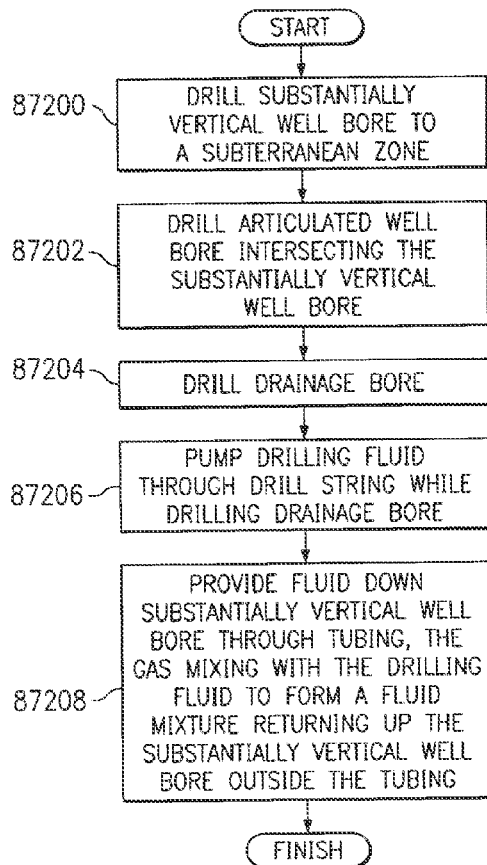 START
87200
DRILL SUBSTANTIALLY
VERTICAL WELL BORE TO
A SUBTERRANEAN ZONE
87202
DRILL ARTICULATED WELL
BORE INTERSECTING THE
SUBSTANTIALLY VERTICAL
WELL BORE
87204
DRILL DRAINAGE BORE
87206
PUMP DRILLING FLUID
THROUGH DRILL STRING WHILE
DRILLING DRAINAGE BORE
87208
PROVIDE FLUID DOWN
SUBSTANTIALLY VERTICAL WELL
BORE THROUGH TUBING, THE
GAS MIXING WITH THE DRILLING
FLUID TO FORM A FLUID
MIXTURE RETURNING UP THE
SUBSTANTIALLY VERTICAL WELL
BORE OUTSIDE THE TUBING
FINISH